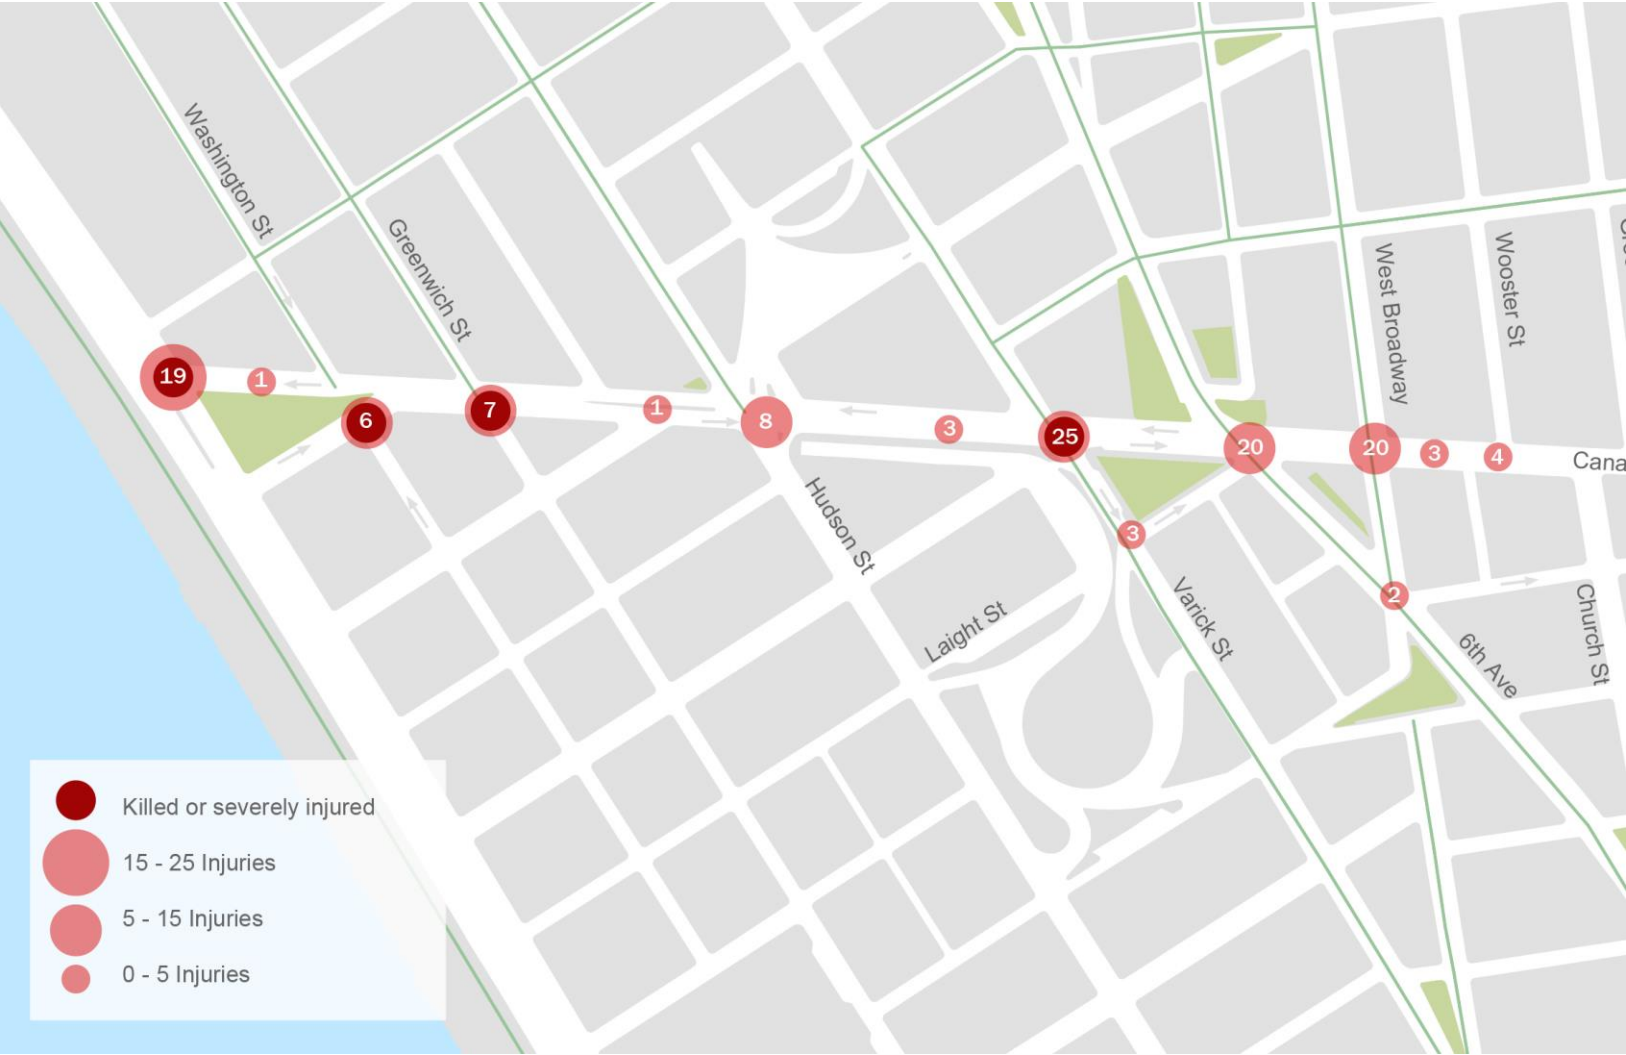 Washington St
Greenwich St
West Broadway
Wooster St
19
1
6
7
1
8
3
25
20
20
3
4
Cana
Hudson St
3
2
Laight St
Varick St
6th Ave
Church St
Killed or severely injured
15 - 25 Injuries
5 - 15 Injuries
0 - 5 Injuries